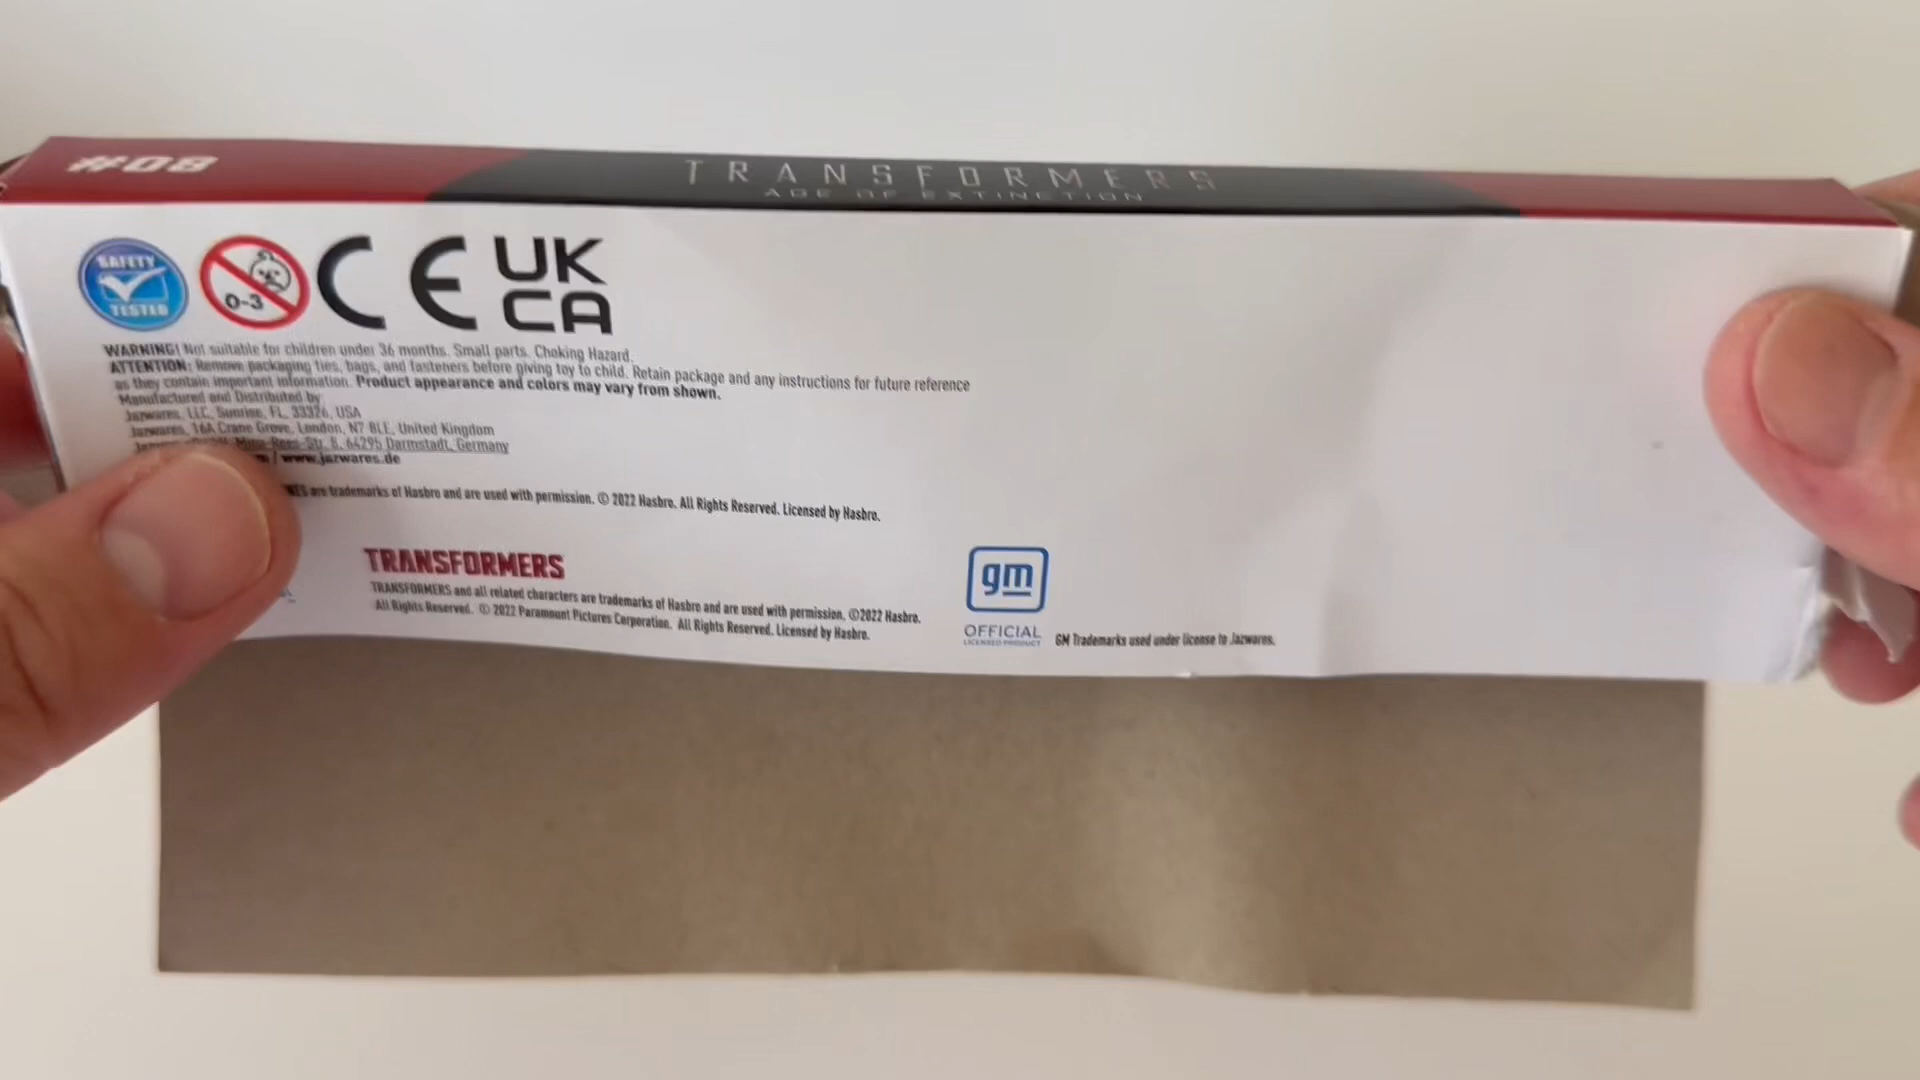 #08
TRANSFORMERS
AGE OF EXTINCTION
SAFETY
TESTED
0-3
CE
UK
CA
WARNING! Not suitable for children under 36 months. Small parts. Choking Hazard.
ATTENTION: Remove packaging ties, bags, and fasteners before giving toy to child. Retain package and any instructions for future reference
as they contain important information. Product appearance and colors may vary from shown.
Manufactured and Distributed by
Jazwares, LLC, Sunrise, FL, 33326, USA
Jazwares, 16A Crane Grove, London, N7 8LE, United Kingdom
Str. 8, 64295 Darmstadt, Germany
/ www.jazwares.de
are trademarks of Hasbro and are used with permission. © 2022 Hasbro. All Rights Reserved. Licensed by Hasbro.
TRANSFORMERS
TRANSFORMERS and all related characters are trademarks of Hasbro and are used with permission. ©2022 Hasbro.
All Rights Reserved. © 2022 Paramount Pictures Corporation. All Rights Reserved. Licensed by Hasbro.
gm
OFFICIAL
LICENSED PRODUCT
GM Trademarks used under license to Jazwares.